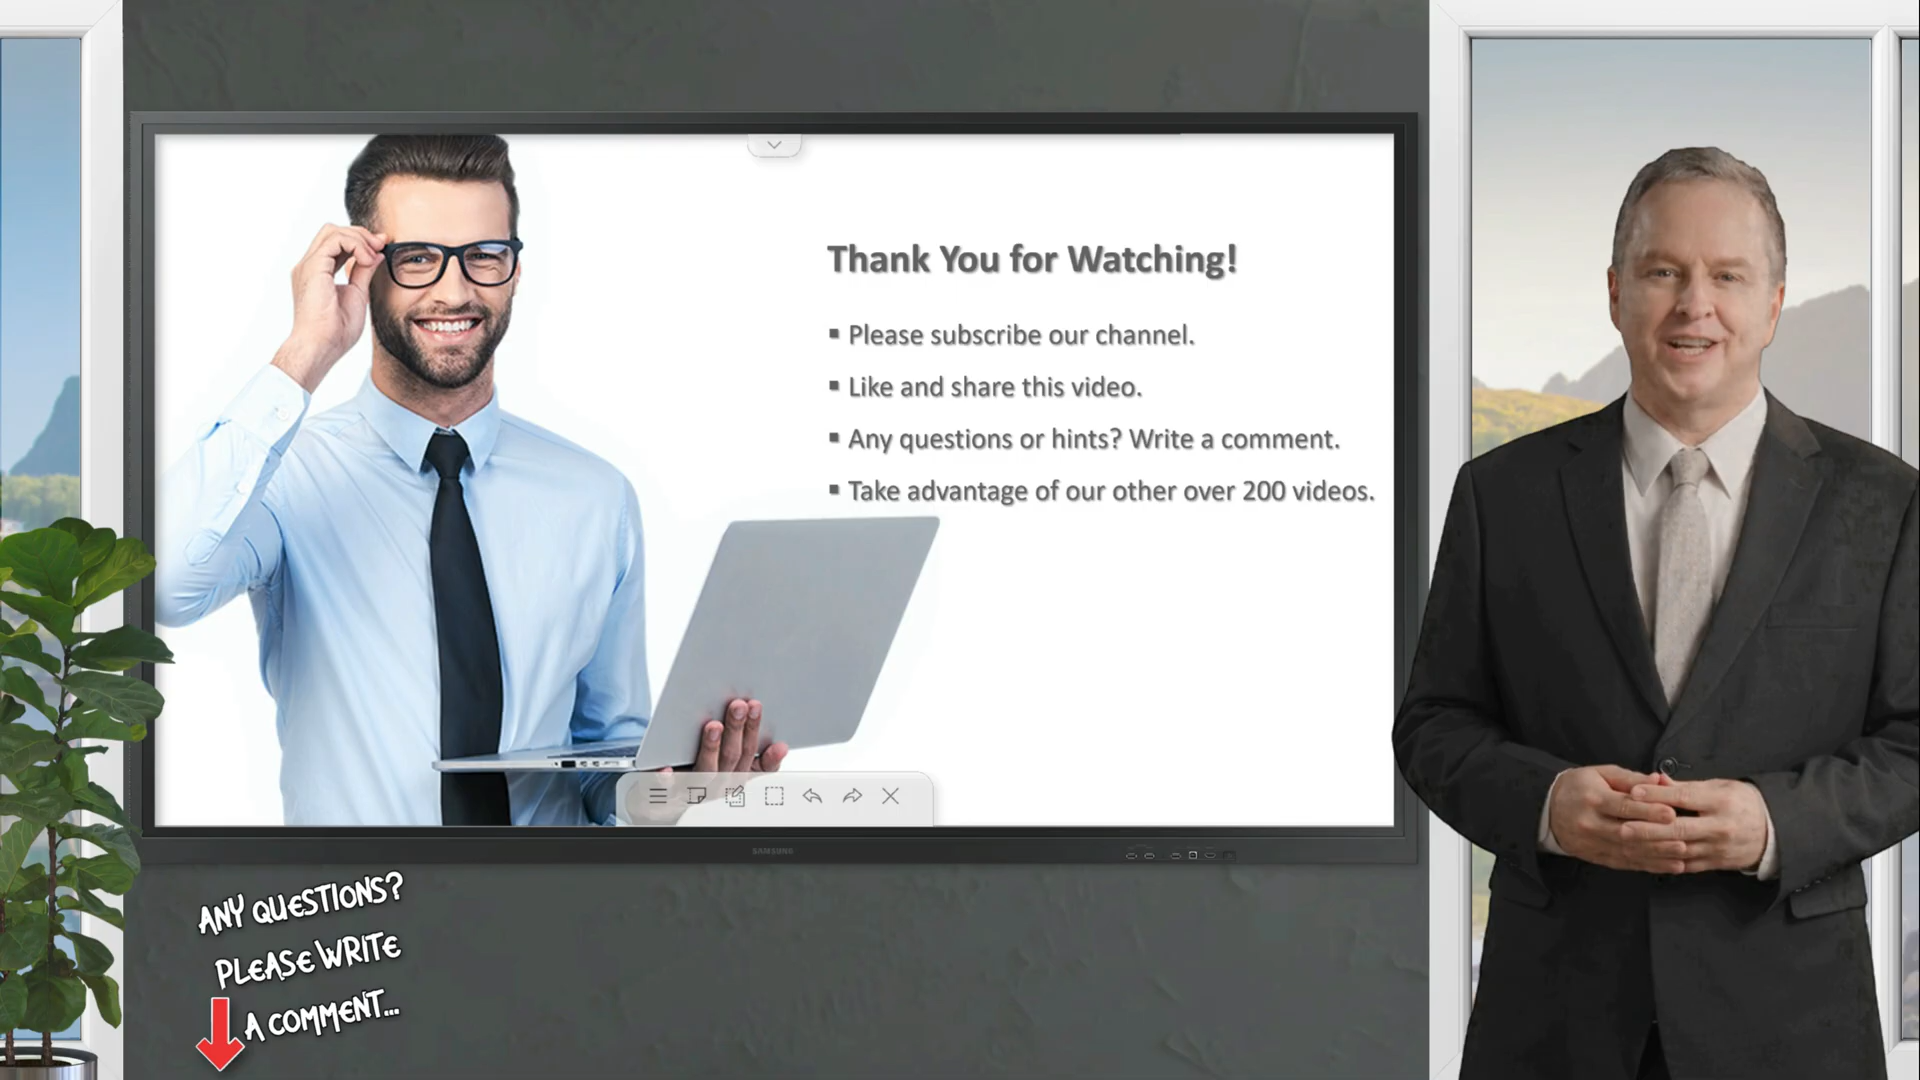 Thank You for Watching!
▪ Please subscribe our channel.
▪ Like and share this video.
▪ Any questions or hints? Write a comment.
▪ Take advantage of our other over 200 videos.
SAMSUNG
ANY QUESTIONS?
PLEASE WRITE
A COMMENT...